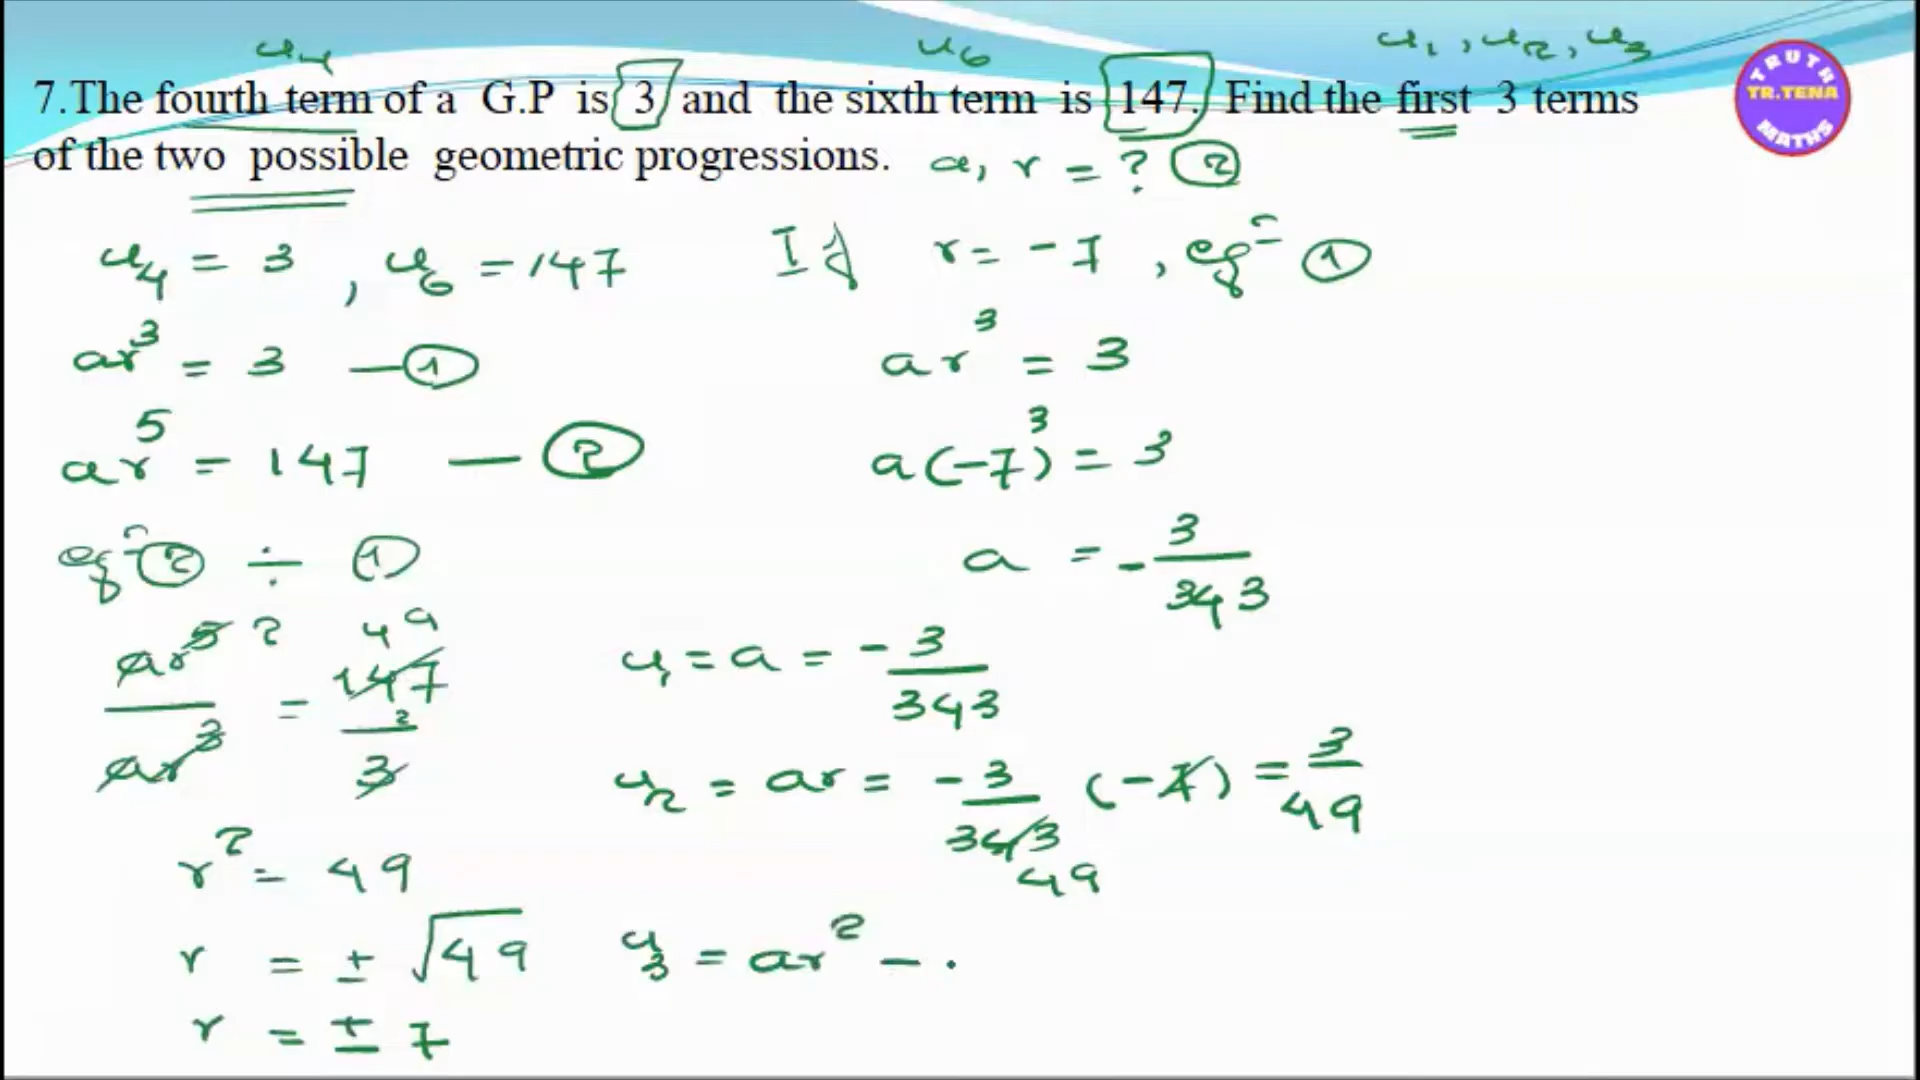 u₄ u₆ u₁, u₂, u₃
7.The fourth term of a G.P is 3 and the sixth term is 147. Find the first 3 terms
of the two possible geometric progressions. a, r = ? ②
TRUTH
TR.TENA
MATHS
u₄ = 3 , u₆ = 147
ar³ = 3 — ①
ar⁵ = 147 — ②
eqⁿ ② ÷ ①
ar⁵ ² / ar³ = 147 49 / 3
r² = 49
r = ± √49
r = ± 7
If r = -7 , eqⁿ ①
ar³ = 3
a(-7)³ = 3
a = - 3/343
u₁ = a = - 3/343
u₂ = ar = - 3/343 (-7) = 3/49
49
u₃ = ar² -